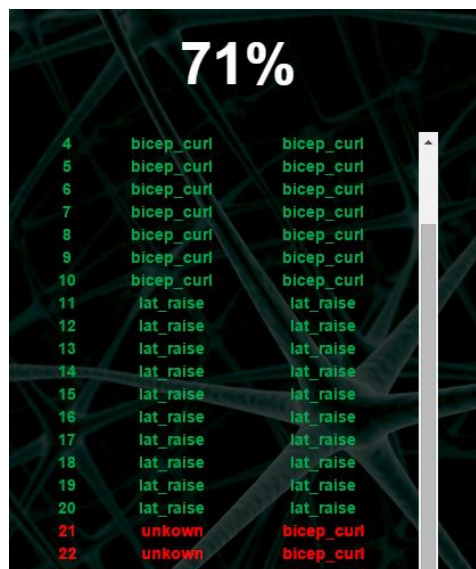 71%
4 bicep_curl bicep_curl
5 bicep_curl bicep_curl
6 bicep_curl bicep_curl
7 bicep_curl bicep_curl
8 bicep_curl bicep_curl
9 bicep_curl bicep_curl
10 bicep_curl bicep_curl
11 lat_raise lat_raise
12 lat_raise lat_raise
13 lat_raise lat_raise
14 lat_raise lat_raise
15 lat_raise lat_raise
16 lat_raise lat_raise
17 lat_raise lat_raise
18 lat_raise lat_raise
19 lat_raise lat_raise
20 lat_raise lat_raise
21 unkown bicep_curl
22 unkown bicep_curl